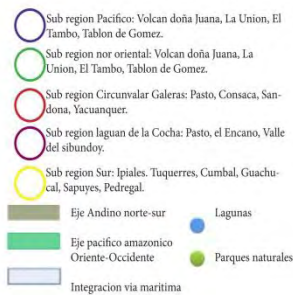 Sub region Pacifico: Volcan doña Juana, La Union, El
Tambo, Tablon de Gomez.
Sub region nor oriental: Volcan doña Juana, La
Union, El Tambo, Tablon de Gomez.
Sub region Circunvalar Galeras: Pasto, Consaca, San-
dona, Yacuanquer.
Sub region laguan de la Cocha: Pasto, el Encano, Valle
del sibundoy.
Sub region Sur: Ipiales. Tuquerres, Cumbal, Guachu-
cal, Sapuyes, Pedregal.
Eje Andino norte-sur
Lagunas
Eje pacifico amazonico
Oriente-Occidente
Parques naturales
Integracion via maritima